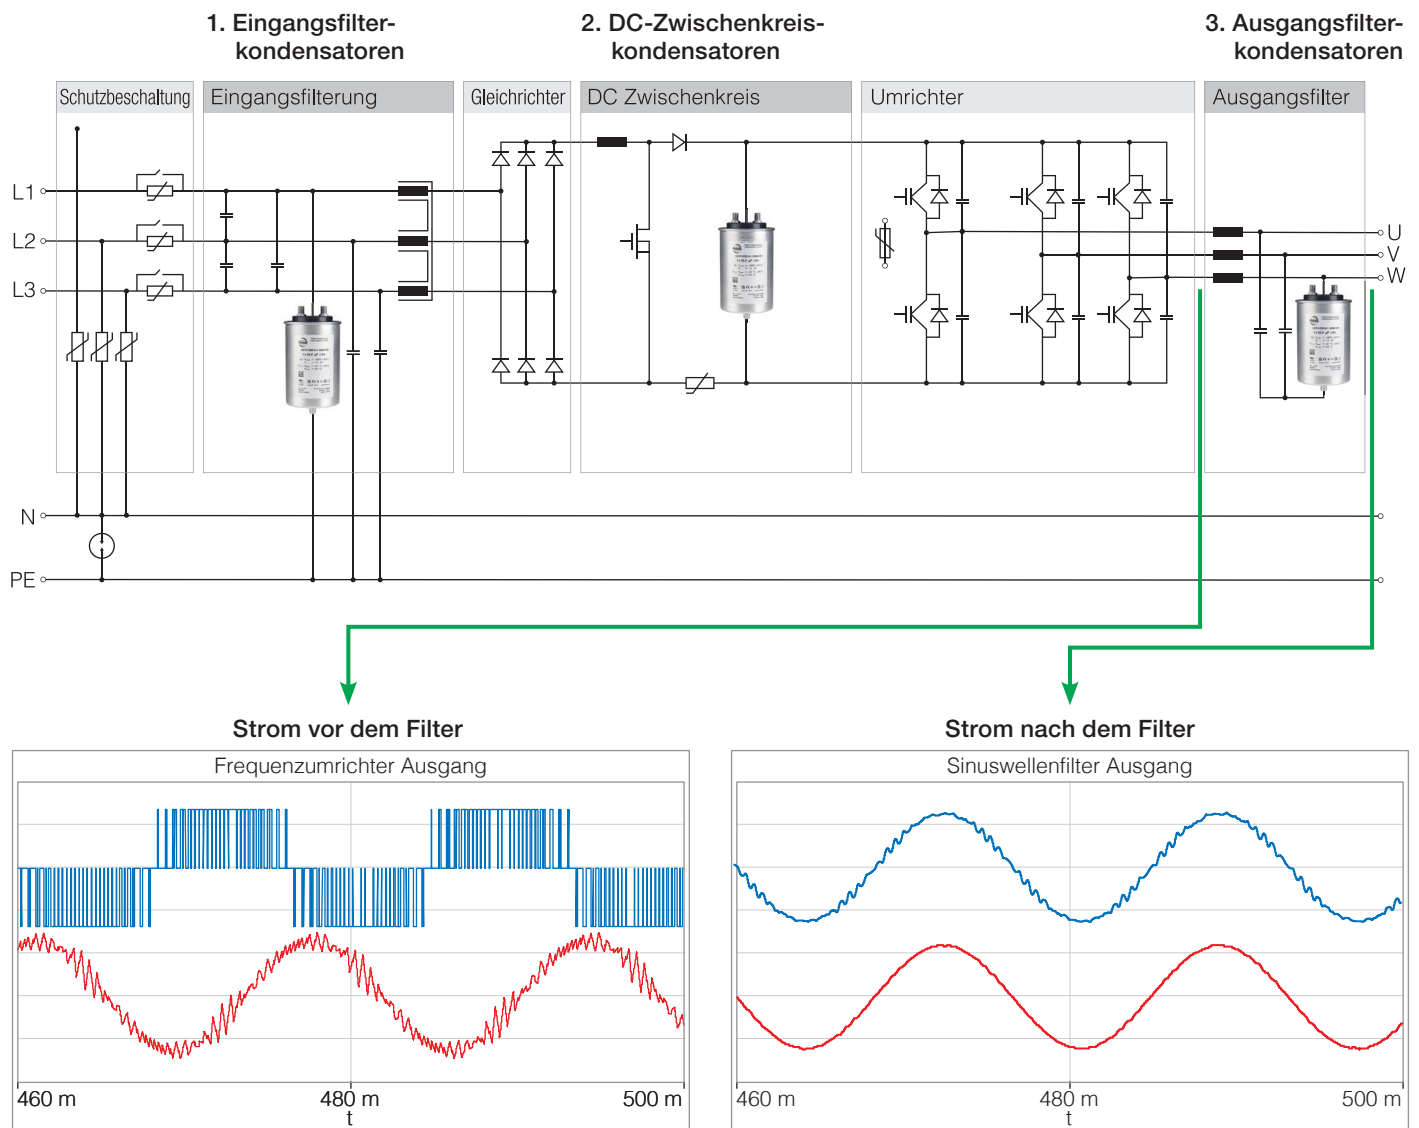 1. Eingangsfilter-
kondensatoren
2. DC-Zwischenkreis-
kondensatoren
3. Ausgangsfilter-
kondensatoren
Schutzbeschaltung
Eingangsfilterung
Gleichrichter
DC Zwischenkreis
Umrichter
Ausgangsfilter
L1
L2
L3
U
V
W
N
PE
Strom vor dem Filter
Frequenzumrichter Ausgang
460 m
480 m
500 m
t
Strom nach dem Filter
Sinuswellenfilter Ausgang
460 m
480 m
500 m
t